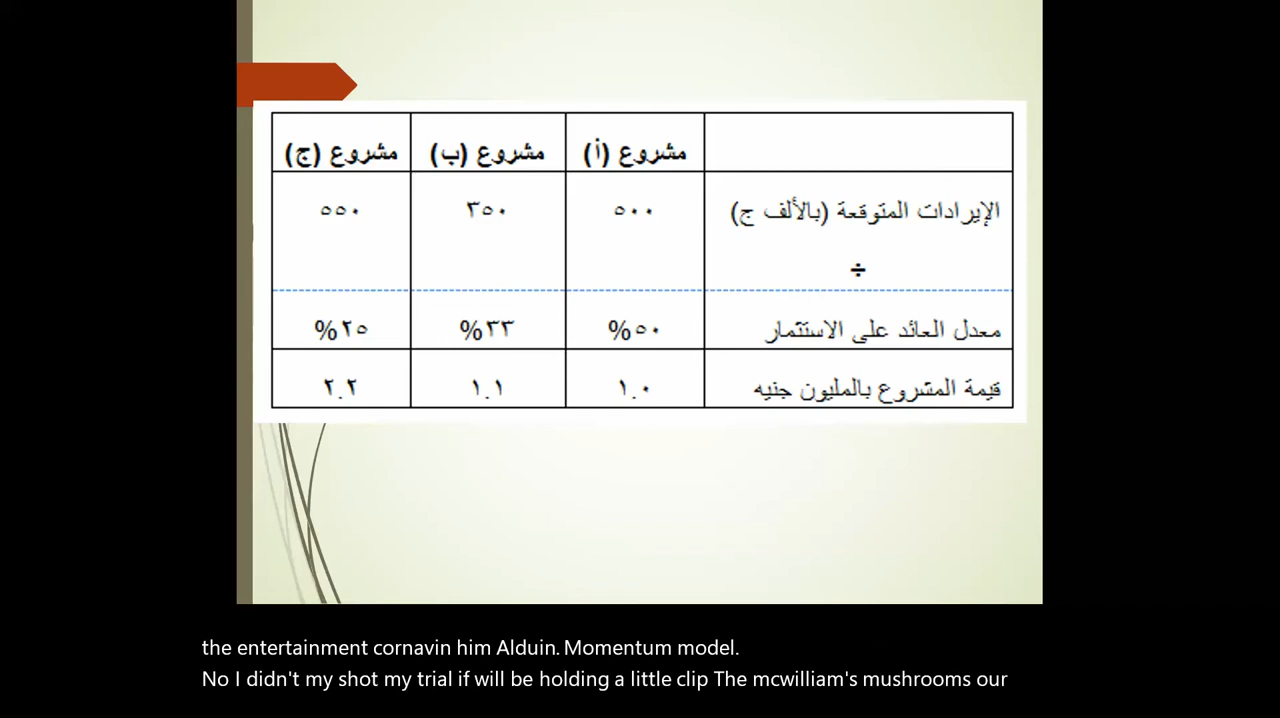 مشروع (أ) مشروع (ب) مشروع (ج)
الإيرادات المتوقعة (بالألف ج) ٥٠٠ ٣٥٠ ٥٥٠
÷
معدل العائد على الاستثمار ٥٠% ٣٣% ٢٥%
قيمة المشروع بالمليون جنيه ١.٠ ١.١ ٢.٢
the entertainment cornavin him Alduin. Momentum model.
No I didn't my shot my trial if will be holding a little clip The mcwilliam's mushrooms our